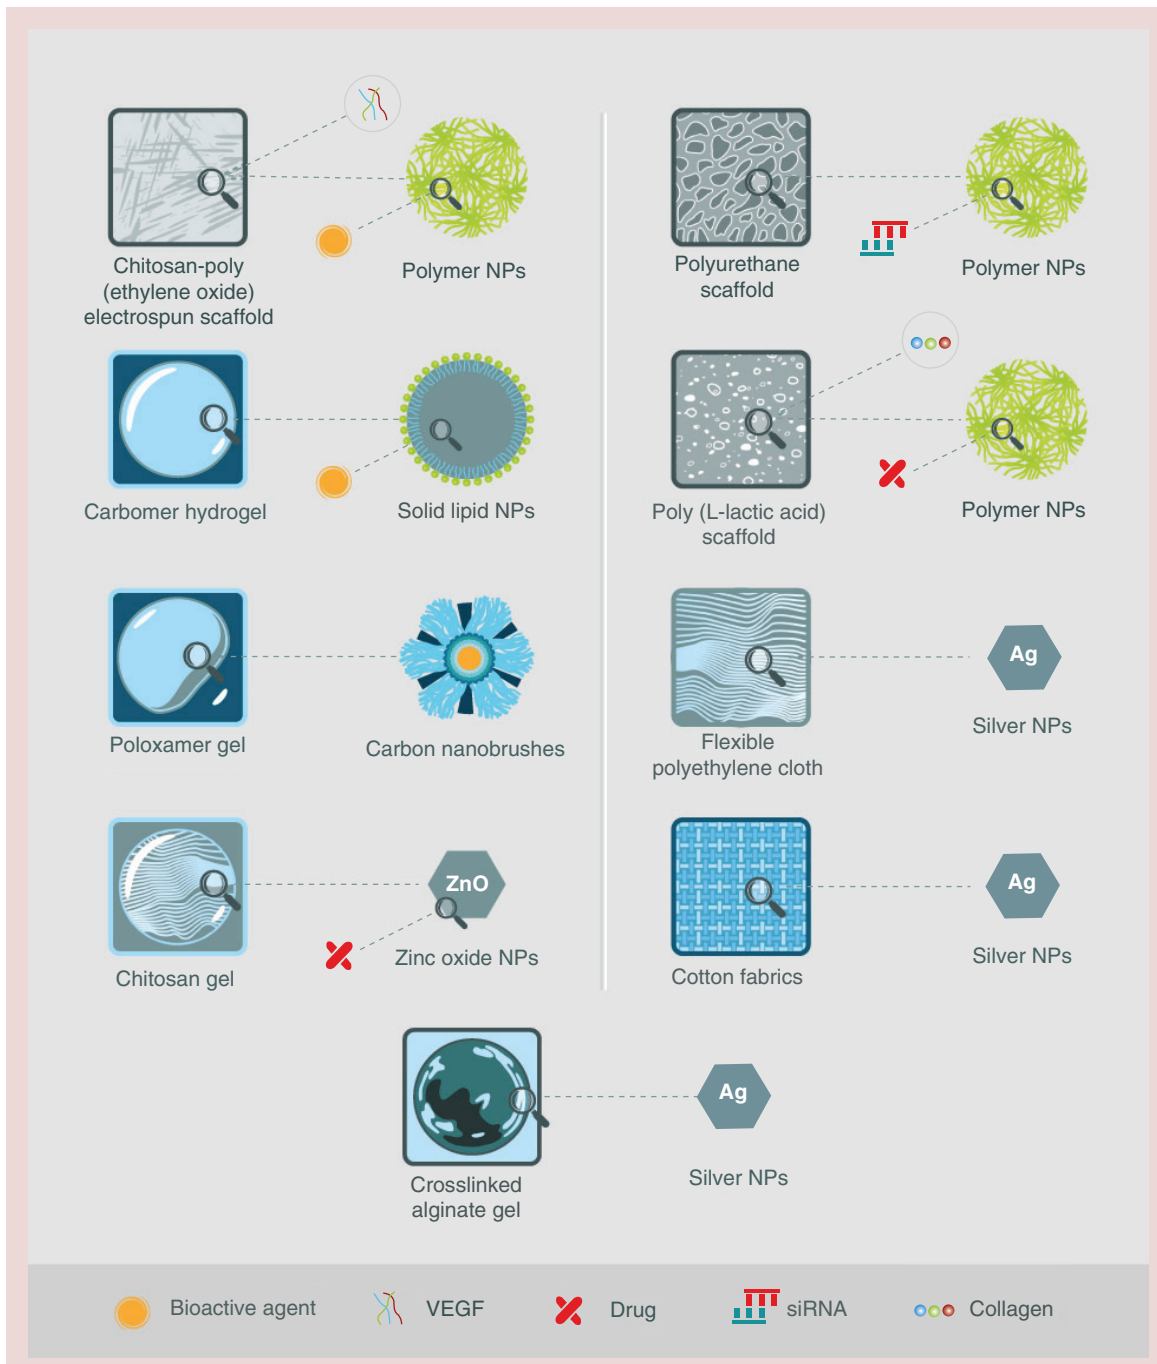 Chitosan-poly
(ethylene oxide)
electrospun scaffold
Polymer NPs
Polyurethane
scaffold
Polymer NPs
Carbomer hydrogel
Solid lipid NPs
Poly (L-lactic acid)
scaffold
Polymer NPs
Poloxamer gel
Carbon nanobrushes
Flexible
polyethylene cloth
Ag
Silver NPs
Chitosan gel
ZnO
Zinc oxide NPs
Cotton fabrics
Ag
Silver NPs
Crosslinked
alginate gel
Ag
Silver NPs
Bioactive agent
VEGF
Drug
siRNA
Collagen